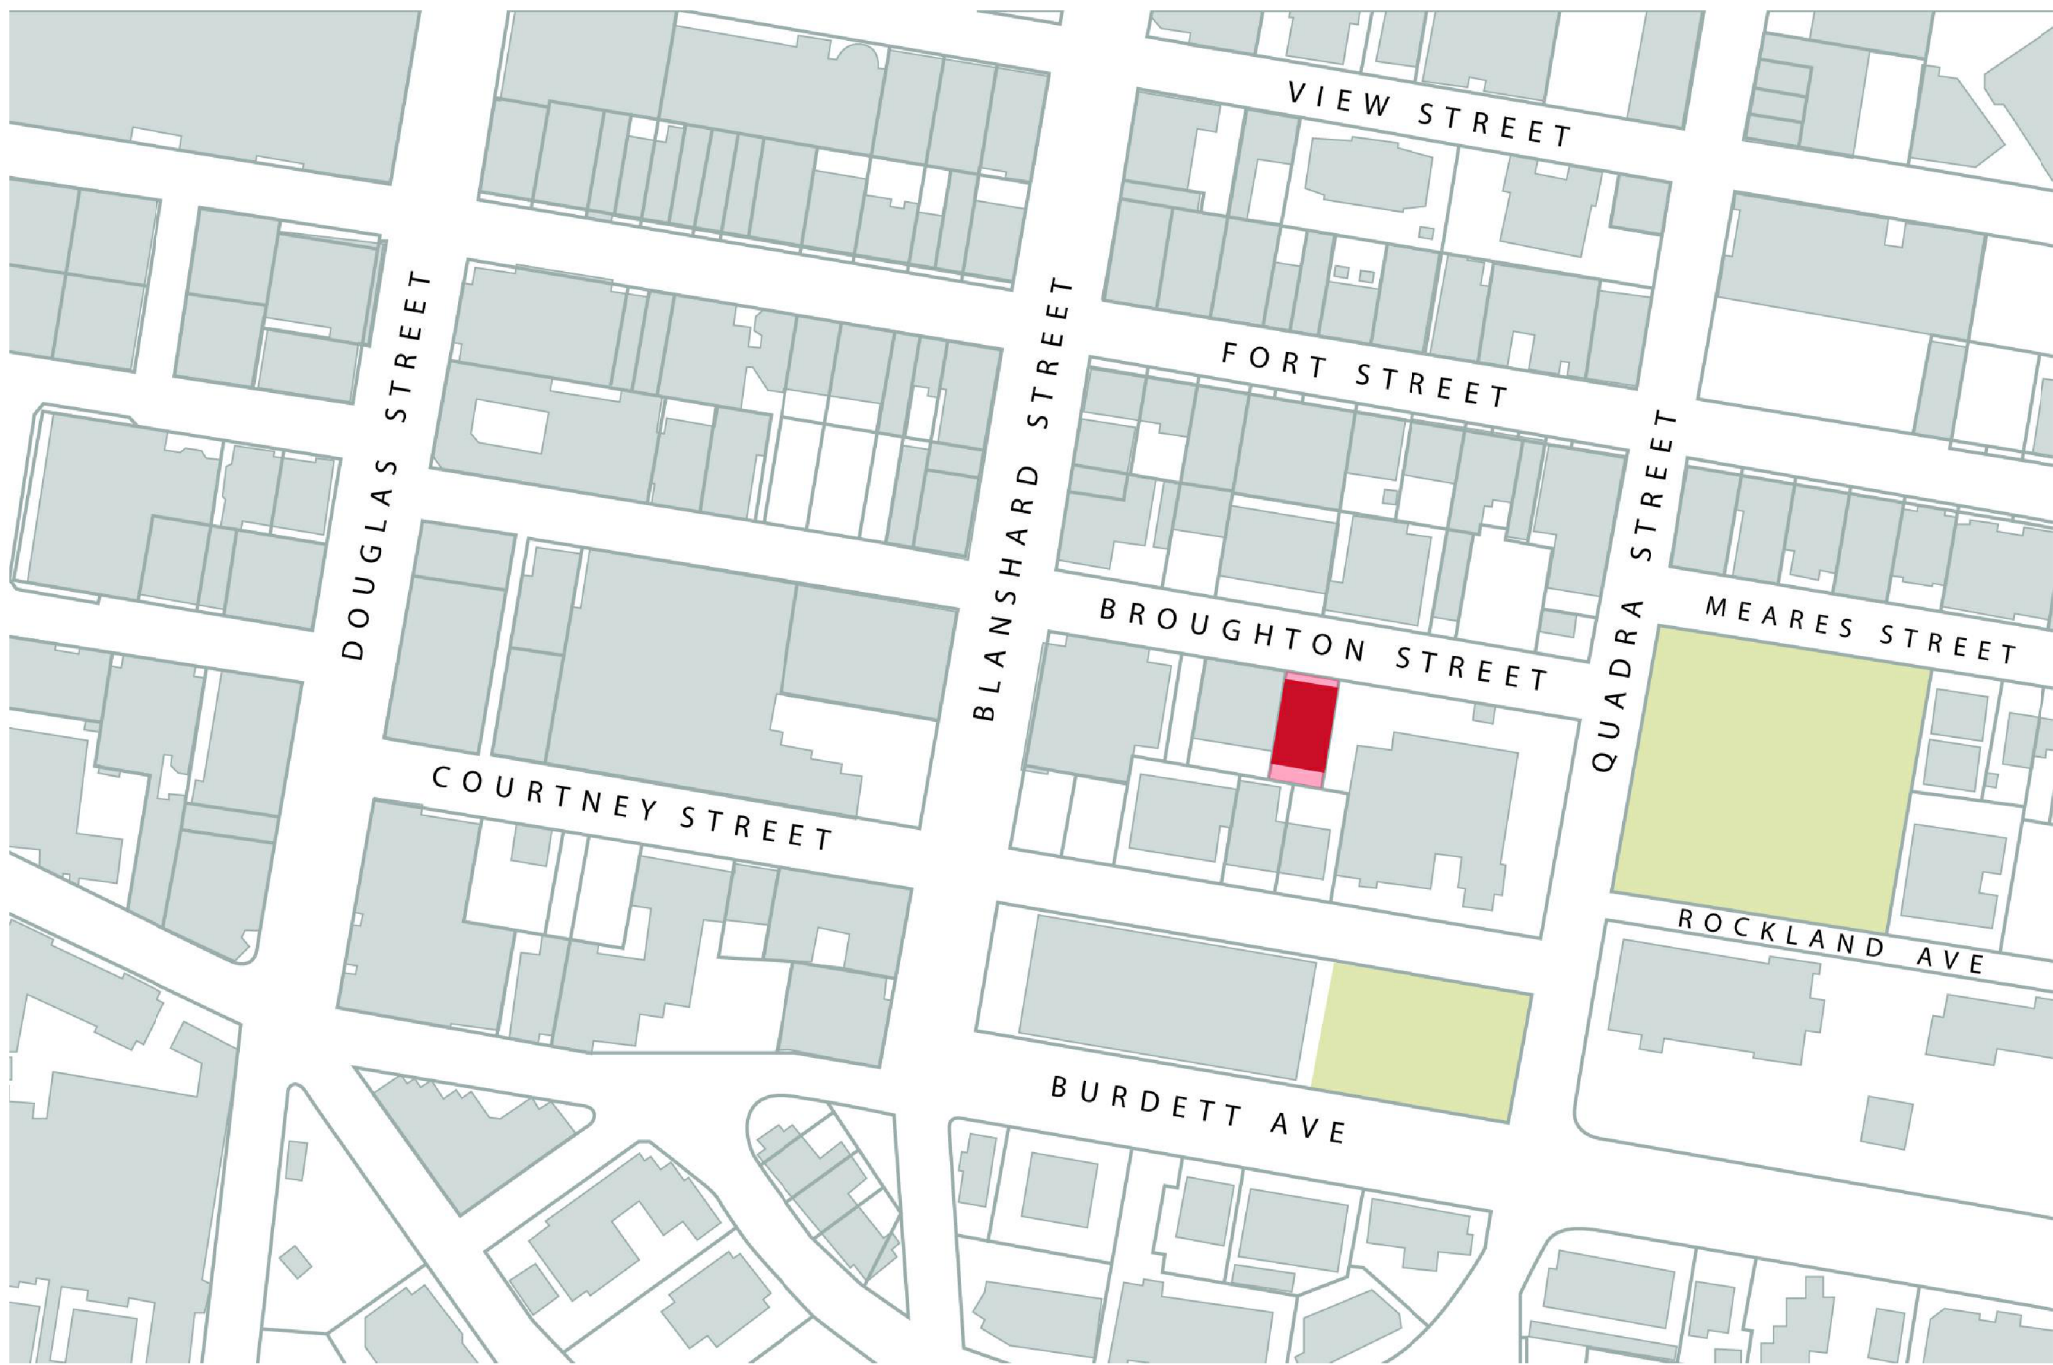 VIEW STREET
FORT STREET
DOUGLAS STREET
BLANSHARD STREET
QUADRA STREET
BROUGHTON STREET
MEARES STREET
COURTNEY STREET
ROCKLAND AVE
BURDETT AVE